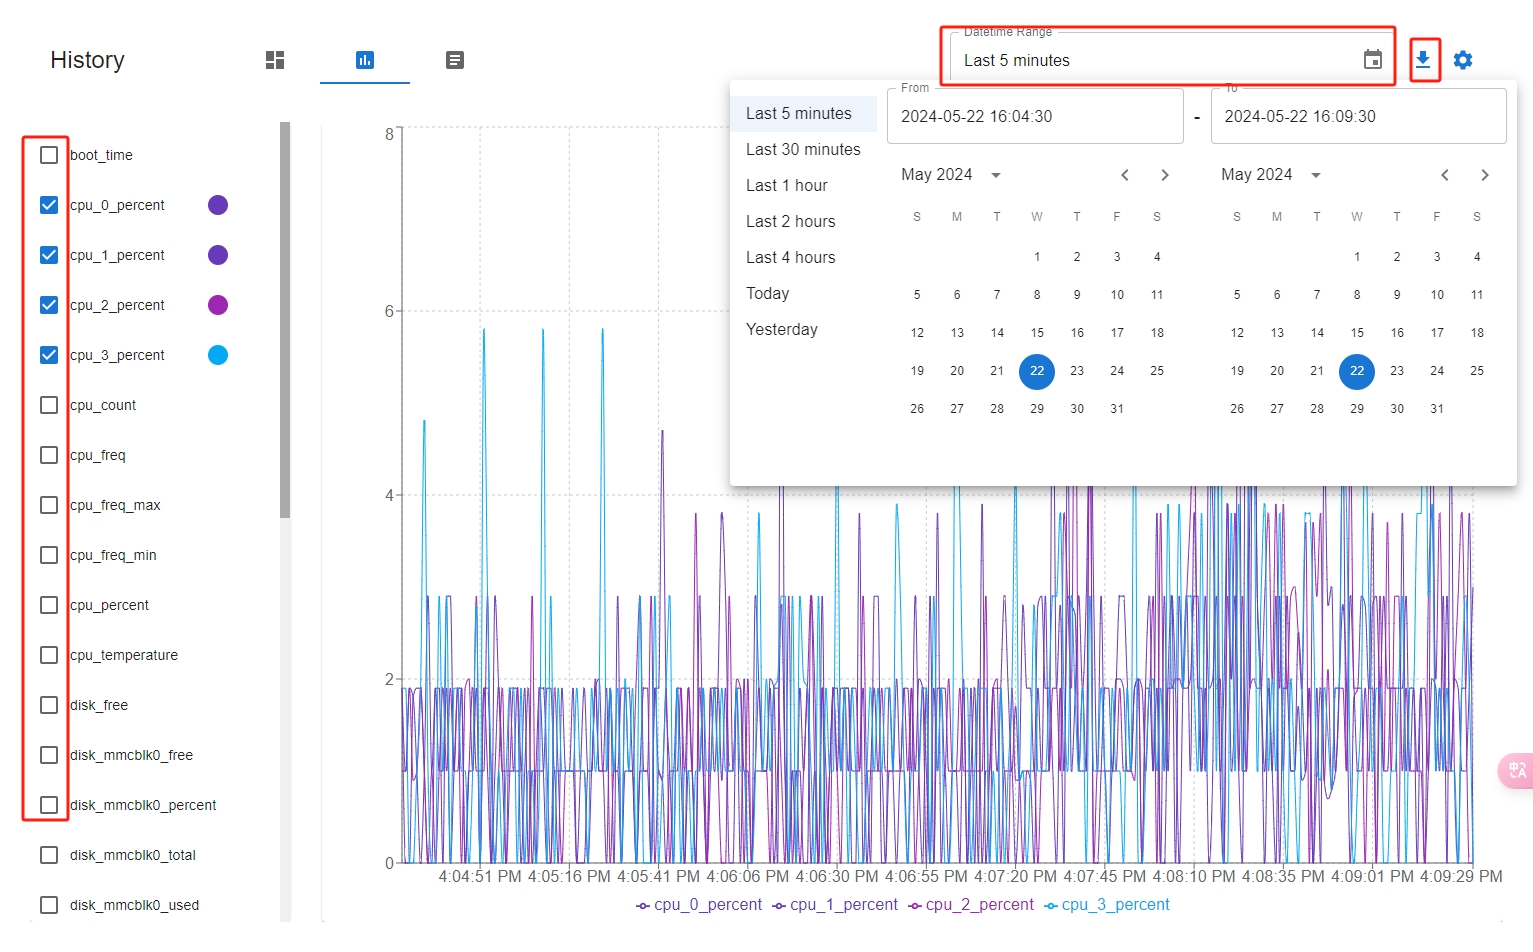 History
Datetime Range
Last 5 minutes
From
2024-05-22 16:04:30
-
To
2024-05-22 16:09:30
Last 5 minutes
Last 30 minutes
Last 1 hour
Last 2 hours
Last 4 hours
Today
Yesterday
May 2024
S M T W T F S
1 2 3 4
5 6 7 8 9 10 11
12 13 14 15 16 17 18
19 20 21 22 23 24 25
26 27 28 29 30 31
May 2024
S M T W T F S
1 2 3 4
5 6 7 8 9 10 11
12 13 14 15 16 17 18
19 20 21 22 23 24 25
26 27 28 29 30 31
boot_time
cpu_0_percent
cpu_1_percent
cpu_2_percent
cpu_3_percent
cpu_count
cpu_freq
cpu_freq_max
cpu_freq_min
cpu_percent
cpu_temperature
disk_free
disk_mmcblk0_free
disk_mmcblk0_percent
disk_mmcblk0_total
disk_mmcblk0_used
8
6
4
2
0
4:04:51 PM 4:05:16 PM 4:05:41 PM 4:06:06 PM 4:06:30 PM 4:06:55 PM 4:07:20 PM 4:07:45 PM 4:08:10 PM 4:08:35 PM 4:09:01 PM 4:09:29 PM
cpu_0_percent cpu_1_percent cpu_2_percent cpu_3_percent
中A